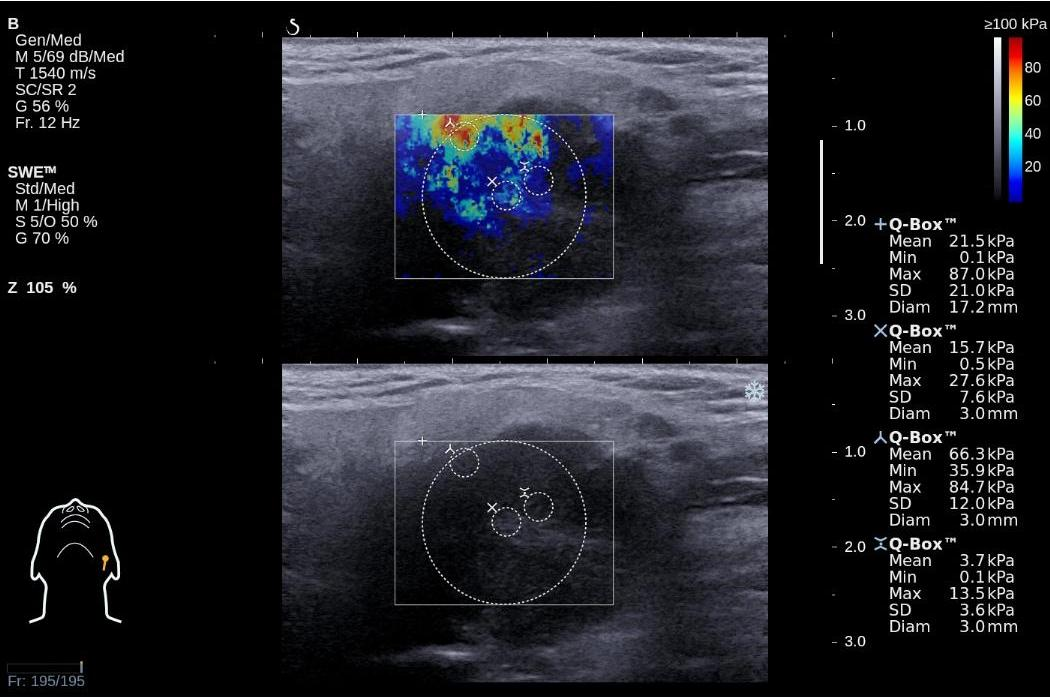 B
Gen/Med
M 5/69 dB/Med
T 1540 m/s
SC/SR 2
G 56 %
Fr. 12 Hz
SWE™
Std/Med
M 1/High
S 5/O 50 %
G 70 %
Z 105 %
Fr: 195/195
1.0
2.0
3.0
1.0
2.0
3.0
≥100 kPa
80
60
40
20
Q-Box™
Mean 21.5 kPa
Min 0.1 kPa
Max 87.0 kPa
SD 21.0 kPa
Diam 17.2 mm
Q-Box™
Mean 15.7 kPa
Min 0.5 kPa
Max 27.6 kPa
SD 7.6 kPa
Diam 3.0 mm
Q-Box™
Mean 66.3 kPa
Min 35.9 kPa
Max 84.7 kPa
SD 12.0 kPa
Diam 3.0 mm
Q-Box™
Mean 3.7 kPa
Min 0.1 kPa
Max 13.5 kPa
SD 3.6 kPa
Diam 3.0 mm